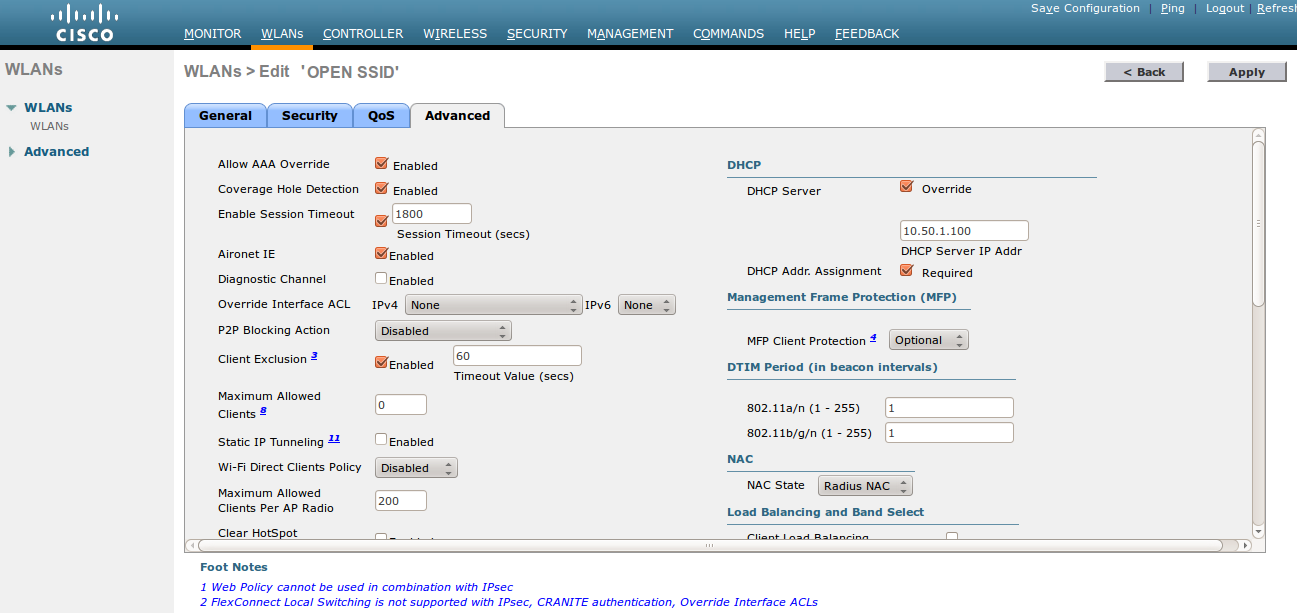 Save Configuration | Ping | Logout | Refresh
CISCO
MONITOR WLANs CONTROLLER WIRELESS SECURITY MANAGEMENT COMMANDS HELP FEEDBACK
WLANs
WLANs > Edit 'OPEN SSID'
< Back Apply
WLANs
WLANs
Advanced
General Security QoS Advanced
Allow AAA Override Enabled
Coverage Hole Detection Enabled
Enable Session Timeout 1800
Session Timeout (secs)
Aironet IE Enabled
Diagnostic Channel Enabled
Override Interface ACL IPv4 None IPv6 None
P2P Blocking Action Disabled
Client Exclusion 3 Enabled 60
Timeout Value (secs)
Maximum Allowed
Clients 8 0
Static IP Tunneling 11 Enabled
Wi-Fi Direct Clients Policy Disabled
Maximum Allowed
Clients Per AP Radio 200
Clear HotSpot
DHCP
DHCP Server Override
10.50.1.100
DHCP Server IP Addr
DHCP Addr. Assignment Required
Management Frame Protection (MFP)
MFP Client Protection 4 Optional
DTIM Period (in beacon intervals)
802.11a/n (1 - 255) 1
802.11b/g/n (1 - 255) 1
NAC
NAC State Radius NAC
Load Balancing and Band Select
Client Load Balancing
Foot Notes
1 Web Policy cannot be used in combination with IPsec
2 FlexConnect Local Switching is not supported with IPsec, CRANITE authentication, Override Interface ACLs